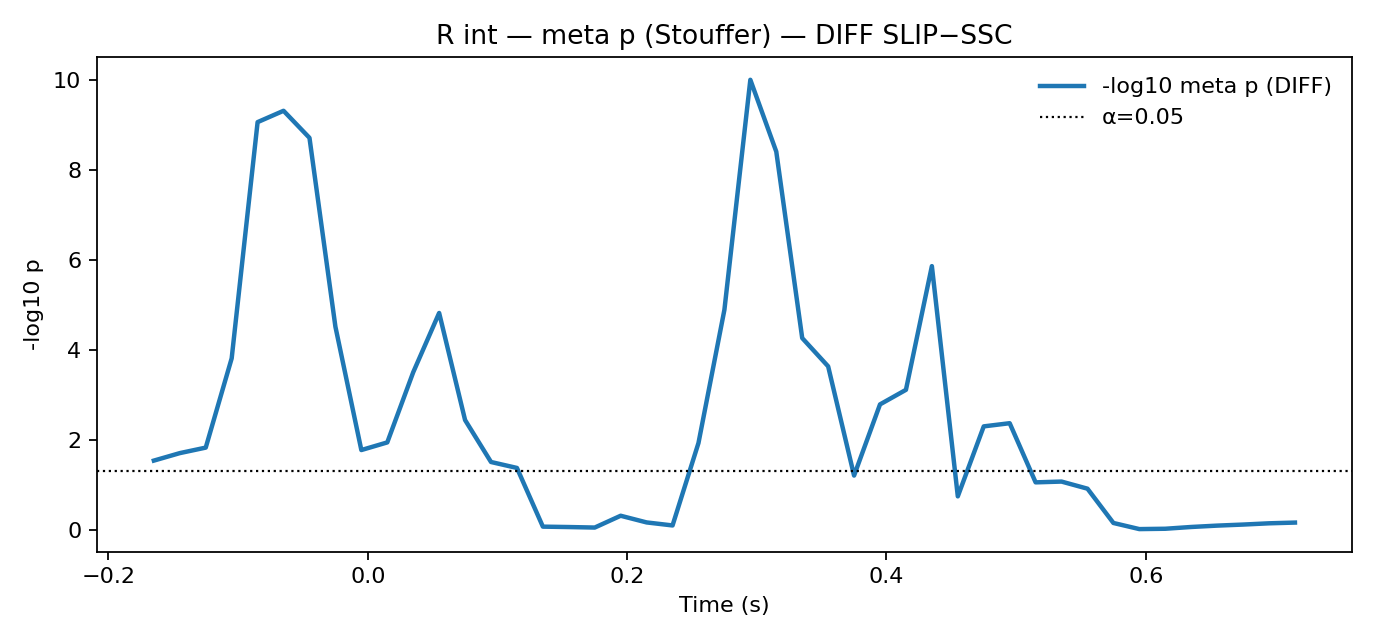 R int — meta p (Stouffer) — DIFF SLIP−SSC
-log10 meta p (DIFF)
α=0.05
-log10 p
10
8
6
4
2
0
−0.2
0.0
0.2
0.4
0.6
Time (s)